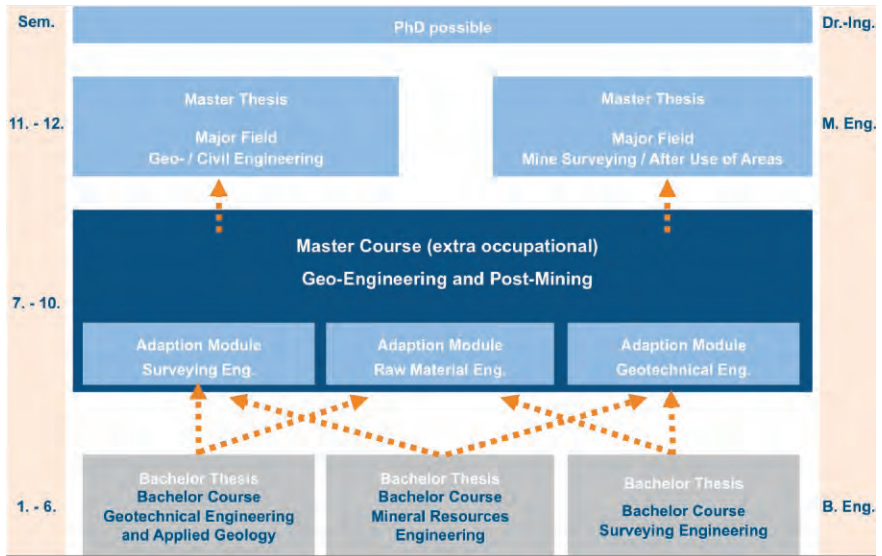 Sem.
PhD possible
Dr.-Ing.
Master Thesis
Major Field
Geo- / Civil Engineering
Master Thesis
Major Field
Mine Surveying / After Use of Areas
11. - 12.
M. Eng.
Master Course (extra occupational)
Geo-Engineering and Post-Mining
7. - 10.
Adaption Module
Surveying Eng.
Adaption Module
Raw Material Eng.
Adaption Module
Geotechnical Eng.
Bachelor Thesis
Bachelor Course
Geotechnical Engineering
and Applied Geology
Bachelor Thesis
Bachelor Course
Mineral Resources
Engineering
Bachelor Thesis
Bachelor Course
Surveying Engineering
1. - 6.
B. Eng.